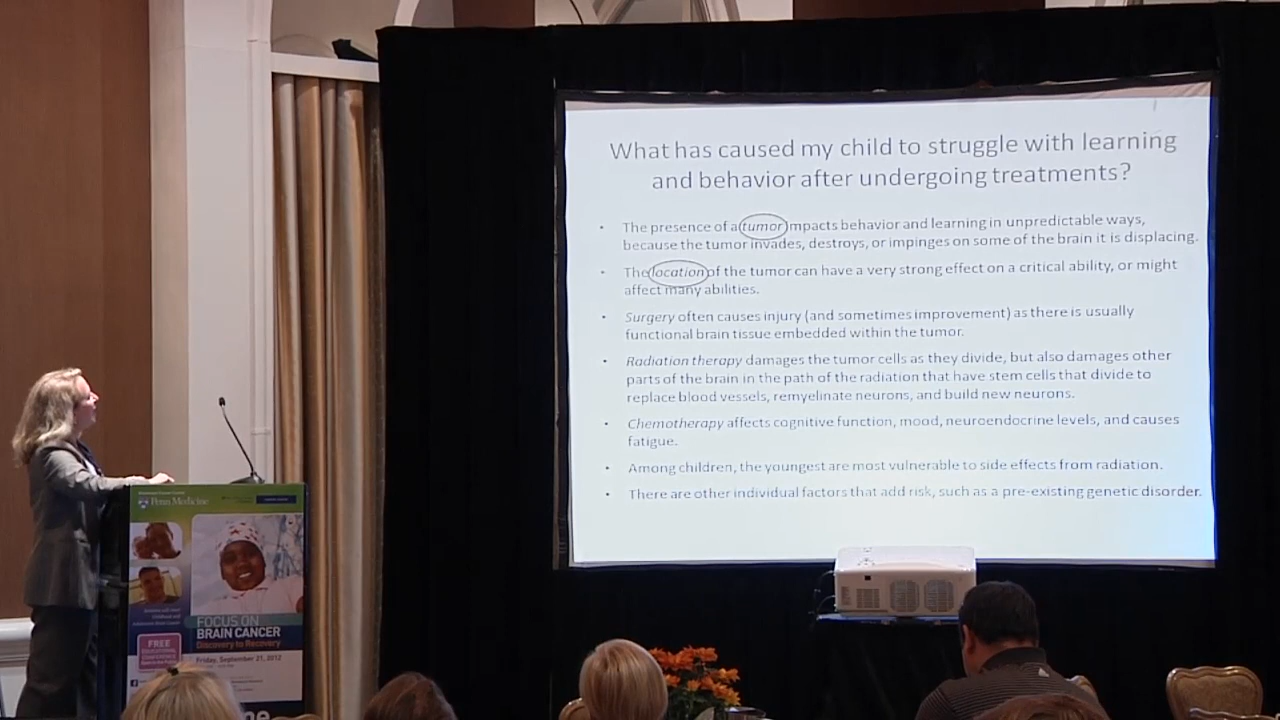 What has caused my child to struggle with learning
and behavior after undergoing treatments?
• The presence of a tumor impacts behavior and learning in unpredictable ways,
because the tumor invades, destroys, or impinges on some of the brain it is displacing.
• The location of the tumor can have a very strong effect on a critical ability, or might
affect many abilities.
• Surgery often causes injury (and sometimes improvement) as there is usually
functional brain tissue embedded within the tumor.
• Radiation therapy damages the tumor cells as they divide, but also damages other
parts of the brain in the path of the radiation that have stem cells that divide to
replace blood vessels, remyelinate neurons, and build new neurons.
• Chemotherapy affects cognitive function, mood, neuroendocrine levels, and causes
fatigue.
• Among children, the youngest are most vulnerable to side effects from radiation.
• There are other individual factors that add risk, such as a pre-existing genetic disorder.
Penn Medicine
FOCUS ON
BRAIN CANCER
Discovery to Recovery
FREE
Friday, September 21, 2012